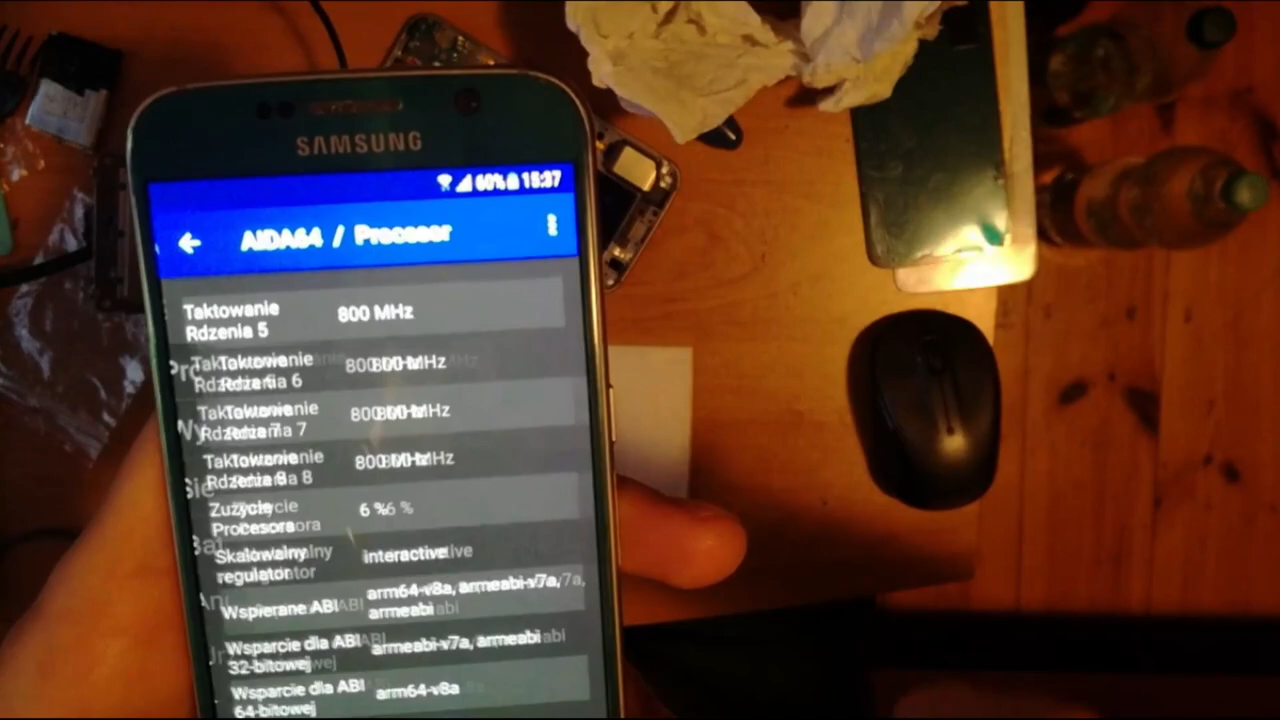 SAMSUNG
60% 15:37
AIDA64 / Procesor
Taktowanie
Rdzenia 5
800 MHz
Taktowanie
Rdzenia 6
800 MHz
Taktowanie
Rdzenia 7
800 MHz
Taktowanie
Rdzenia 8
800 MHz
Zużycie
Procesora
6 %
Skalowalny
regulator
interactive
Wspierane ABI
arm64-v8a, armeabi-v7a,
armeabi
Wsparcie dla ABI
32-bitowej
armeabi-v7a, armeabi
Wsparcie dla ABI
64-bitowej
arm64-v8a